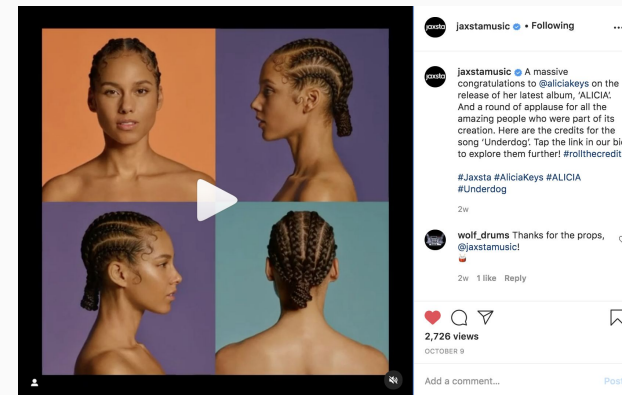 jaxsta
jaxstamusic • Following
...
jaxsta
jaxstamusic A massive
congratulations to @aliciakeys on the
release of her latest album, ‘ALICIA’.
And a round of applause for all the
amazing people who were part of its
creation. Here are the credits for the
song ‘Underdog’. Tap the link in our bi
to explore them further! #rollthecredit
#Jaxsta #AliciaKeys #ALICIA
#Underdog
2w
wolf_drums Thanks for the props,
@jaxstamusic!
🥁
2w 1 like Reply
2,726 views
OCTOBER 9
Add a comment... Post